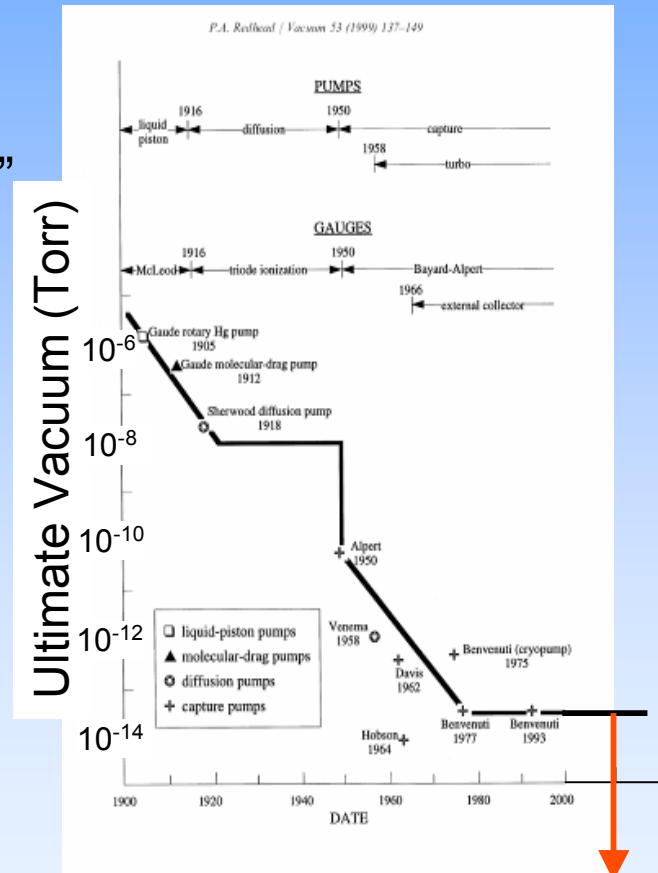 P.A. Redhead / Vacuum 53 (1999) 137–149
”
PUMPS
1916 1950
liquid piston diffusion capture
1958
turbo
GAUGES
1916 1950
McLeod triode ionization Bayard-Alpert
1966
external collector
Ultimate Vacuum (Torr)
10-6
10-8
10-10
10-12
10-14
Gaude rotary Hg pump
1905
Gaude molecular-drag pump
1912
Sherwood diffusion pump
1918
Alpert
1950
Venema
1958
Davis
1962
Hobson
1964
Benvenuti (cryopump)
1975
Benvenuti
1977
Benvenuti
1993
liquid-piston pumps
molecular-drag pumps
diffusion pumps
capture pumps
1900 1920 1940 1960 1980 2000
DATE